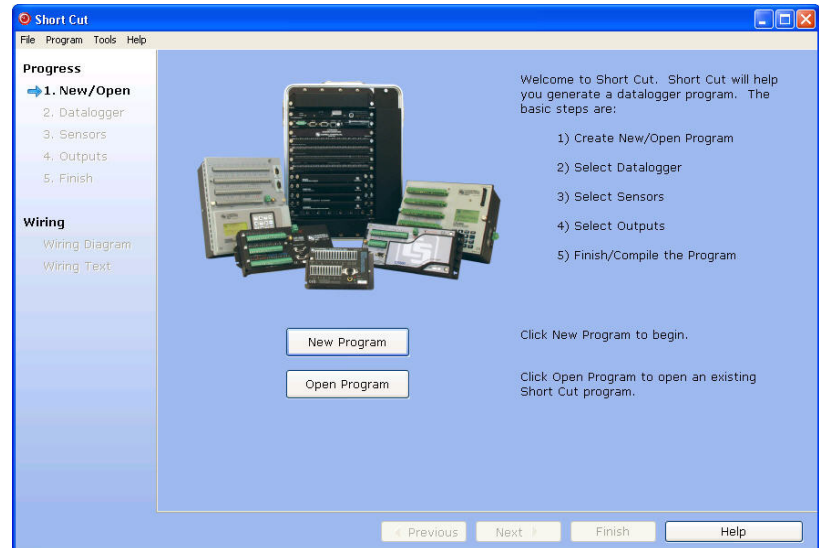 Short Cut
File Program Tools Help
Progress
1. New/Open
2. Datalogger
3. Sensors
4. Outputs
5. Finish
Wiring
Wiring Diagram
Wiring Text
Welcome to Short Cut. Short Cut will help
you generate a datalogger program. The
basic steps are:
1) Create New/Open Program
2) Select Datalogger
3) Select Sensors
4) Select Outputs
5) Finish/Compile the Program
New Program
Click New Program to begin.
Open Program
Click Open Program to open an existing
Short Cut program.
Previous
Next
Finish
Help